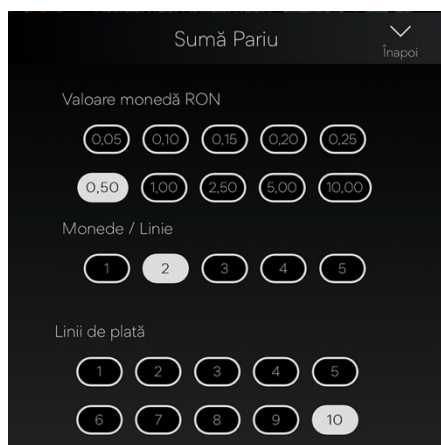 Sumă Pariu
Înapoi
Valoare monedă RON
0,05 0,10 0,15 0,20 0,25
0,50 1,00 2,50 5,00 10,00
Monede / Linie
1 2 3 4 5
Linii de plată
1 2 3 4 5
6 7 8 9 10